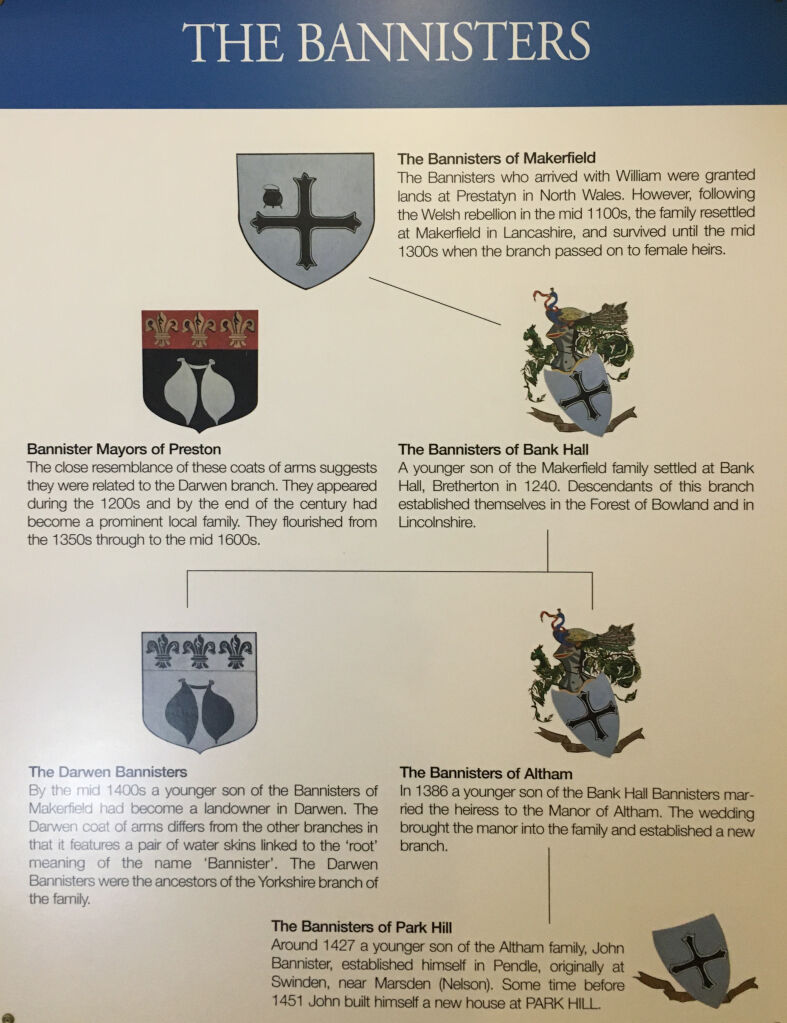 THE BANNISTERS
The Bannisters of Makerfield
The Bannisters who arrived with William were granted
lands at Prestatyn in North Wales. However, following
the Welsh rebellion in the mid 1100s, the family resettled
at Makerfield in Lancashire, and survived until the mid
1300s when the branch passed on to female heirs.
Bannister Mayors of Preston
The close resemblance of these coats of arms suggests
they were related to the Darwen branch. They appeared
during the 1200s and by the end of the century had
become a prominent local family. They flourished from
the 1350s through to the mid 1600s.
The Bannisters of Bank Hall
A younger son of the Makerfield family settled at Bank
Hall, Bretherton in 1240. Descendants of this branch
established themselves in the Forest of Bowland and in
Lincolnshire.
The Darwen Bannisters
By the mid 1400s a younger son of the Bannisters of
Makerfield had become a landowner in Darwen. The
Darwen coat of arms differs from the other branches in
that it features a pair of water skins linked to the ‘root’
meaning of the name ‘Bannister’. The Darwen
Bannisters were the ancestors of the Yorkshire branch of
the family.
The Bannisters of Altham
In 1386 a younger son of the Bank Hall Bannisters mar-
ried the heiress to the Manor of Altham. The wedding
brought the manor into the family and established a new
branch.
The Bannisters of Park Hill
Around 1427 a younger son of the Altham family, John
Bannister, established himself in Pendle, originally at
Swinden, near Marsden (Nelson). Some time before
1451 John built himself a new house at PARK HILL.